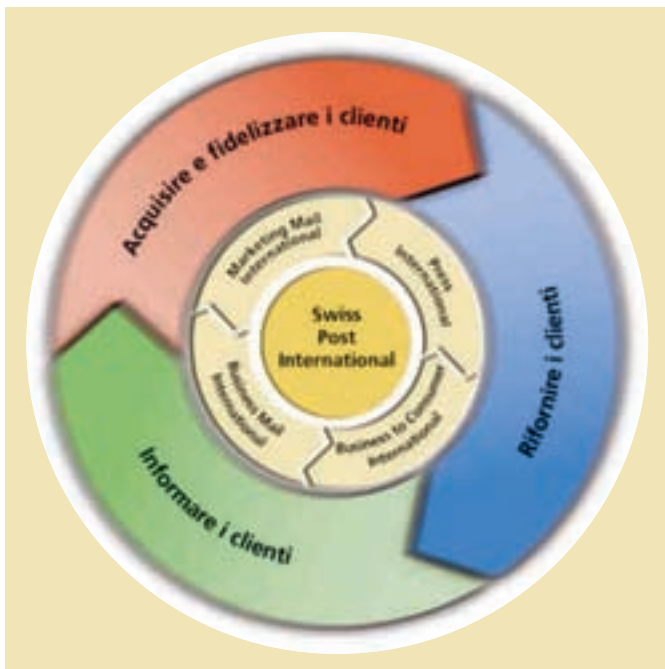 Acquisire e fidelizzare i clienti
Rifornire i clienti
Informare i clienti
Marketing Mail
International
Press
International
Business to Consumer
International
Business Mail
International
Swiss
Post
International